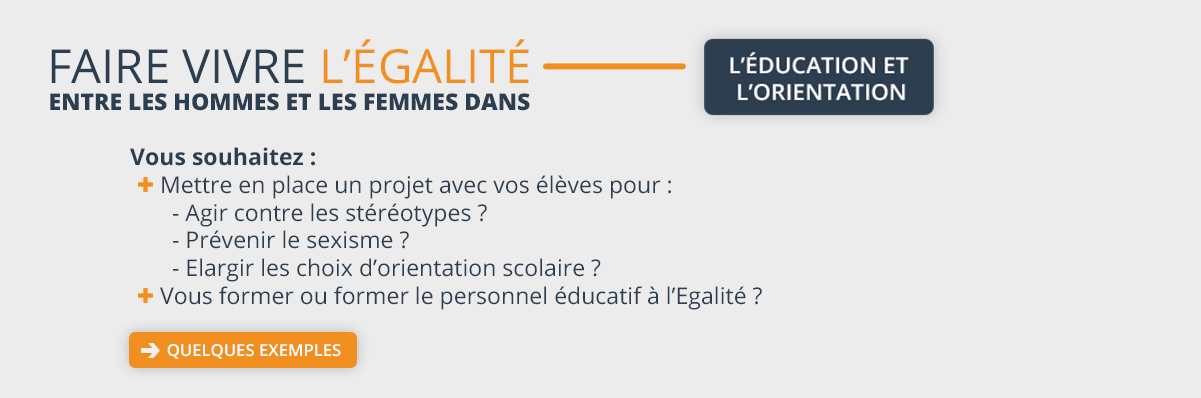 FAIRE VIVRE L’ÉGALITÉ
ENTRE LES HOMMES ET LES FEMMES DANS
L’ÉDUCATION ET
L’ORIENTATION
Vous souhaitez :
+ Mettre en place un projet avec vos élèves pour :
- Agir contre les stéréotypes ?
- Prévenir le sexisme ?
- Elargir les choix d’orientation scolaire ?
+ Vous former ou former le personnel éducatif à l’Egalité ?
→ QUELQUES EXEMPLES